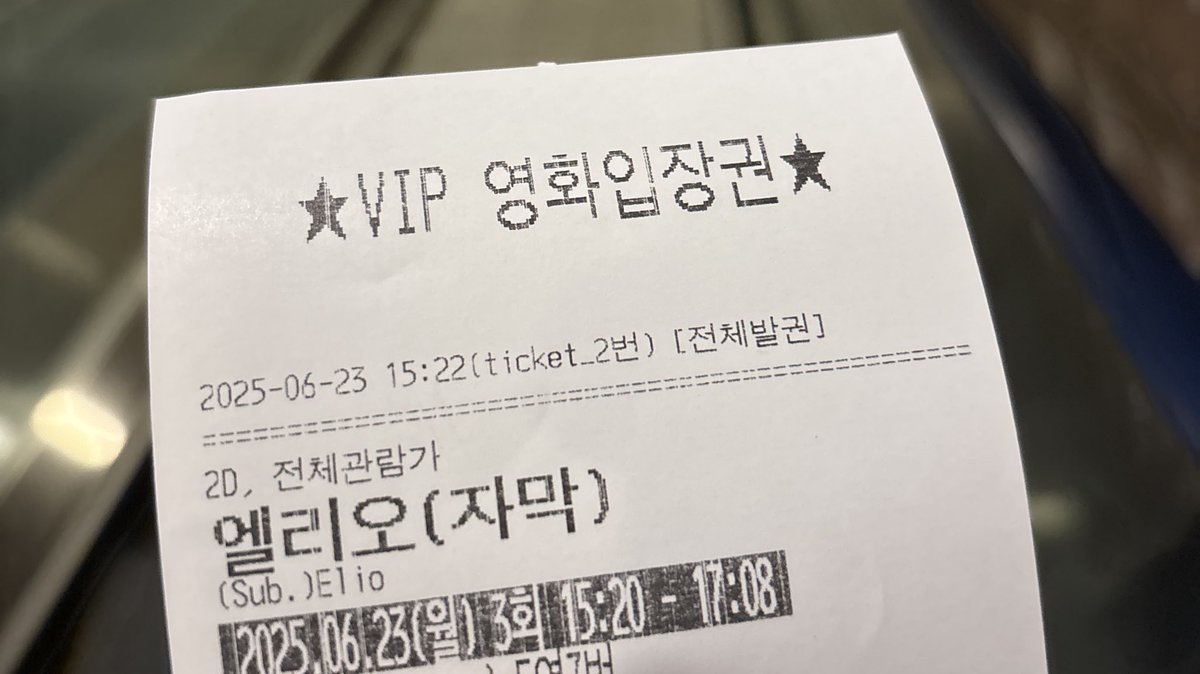 ★VIP 영화입장권★
2025-06-23 15:22(ticket_2번) [전체발권]
================================================
2D, 전체관람가
엘리오(자막)
(Sub.)Elio
2025.06.23(월) 3회 15:20 - 17:08